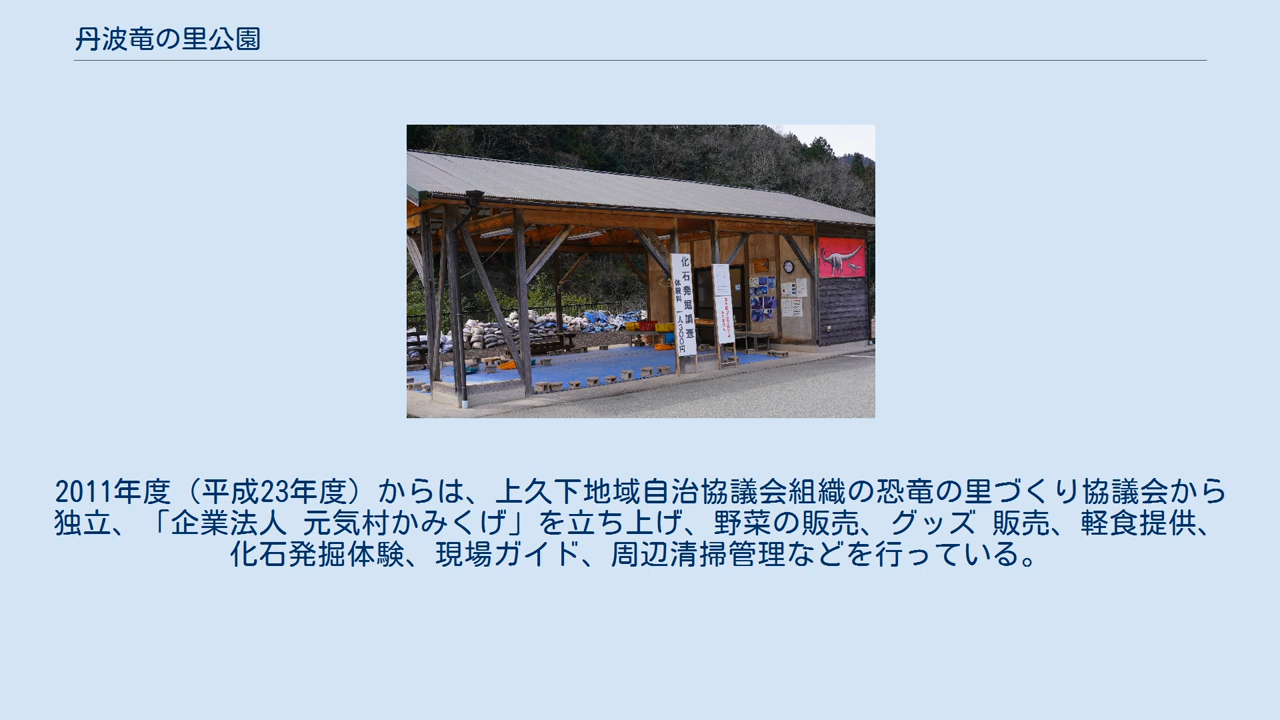 丹波竜の里公園
化石発掘調査
体験料 一人300円
2011年度（平成23年度）からは、上久下地域自治協議会組織の恐竜の里づくり協議会から
独立、「企業法人 元気村かみくげ」を立ち上げ、野菜の販売、グッズ 販売、軽食提供、
化石発掘体験、現場ガイド、周辺清掃管理などを行っている。